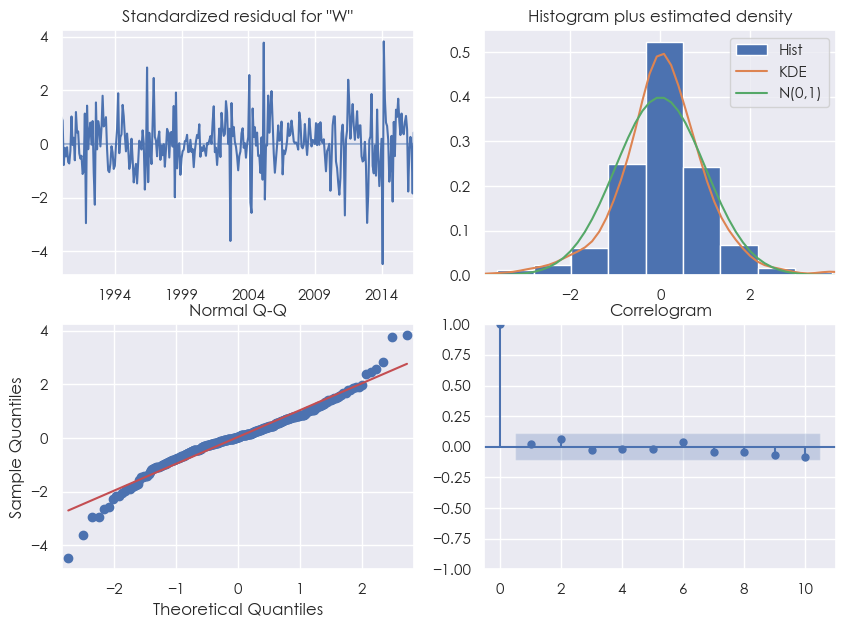 Standardized residual for "W"
4
2
0
−2
−4
1994 1999 2004 2009 2014
Histogram plus estimated density
0.5
0.4
0.3
0.2
0.1
0.0
−2 0 2
Hist
KDE
N(0,1)
Normal Q-Q
4
2
0
−2
−4
−2 −1 0 1 2
Sample Quantiles
Theoretical Quantiles
Correlogram
1.00
0.75
0.50
0.25
0.00
−0.25
−0.50
−0.75
−1.00
0 2 4 6 8 10